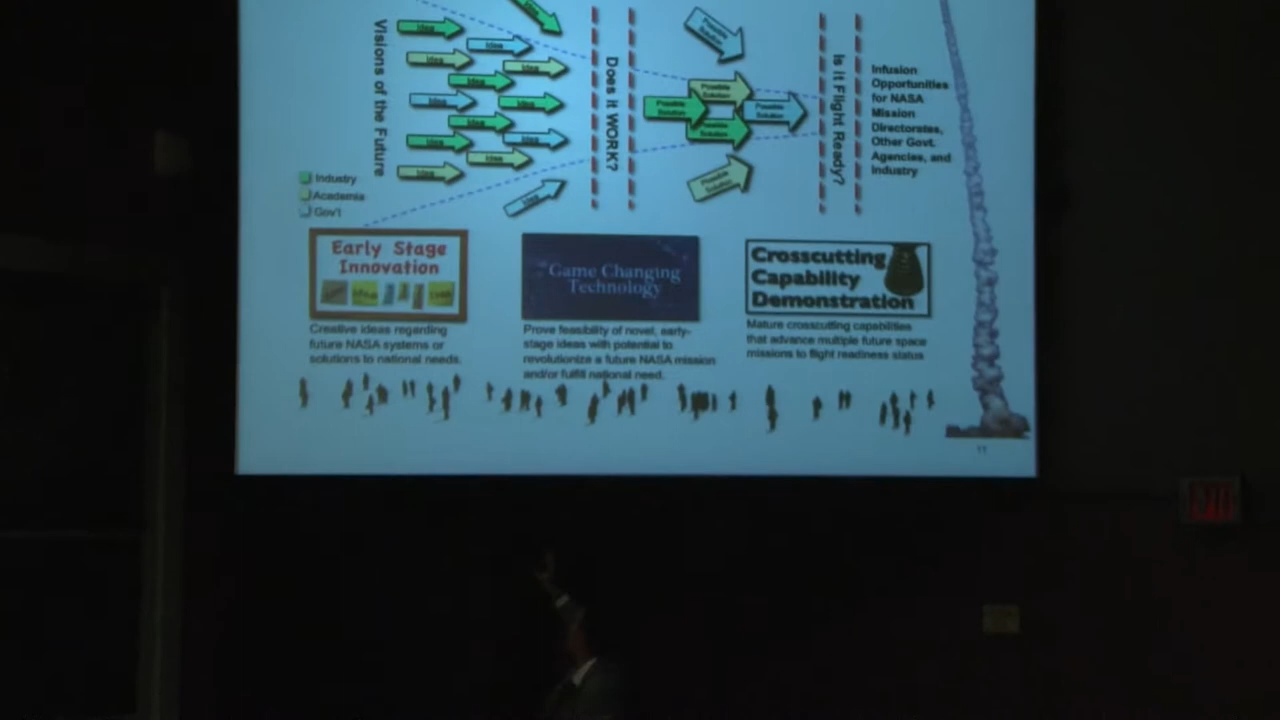 Visions of the Future
Idea
Idea
Idea
Idea
Idea
Idea
Idea
Idea
Idea
Idea
Idea
Idea
Idea
Does it WORK?
Possible
Solution
Possible
Solution
Possible
Solution
Possible
Solution
Possible
Solution
Possible
Solution
Is it Flight Ready?
Infusion
Opportunities
for NASA
Mission
Directorates,
Other Govt.
Agencies, and
Industry
Industry
Academia
Gov't
Early Stage
Innovation
Game Changing
Technology
Crosscutting
Capability
Demonstration
Creative ideas regarding
future NASA systems or
solutions to national needs.
Prove feasibility of novel, early-
stage ideas with potential to
revolutionize a future NASA mission
and/or fulfill national need.
Mature crosscutting capabilities
that advance multiple future space
missions to flight readiness status
11
EXIT